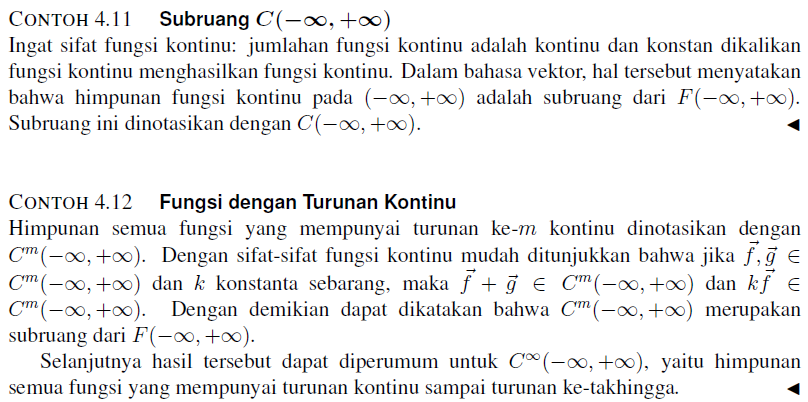 CONTOH 4.11 Subruang C(−∞, +∞)
Ingat sifat fungsi kontinu: jumlahan fungsi kontinu adalah kontinu dan konstan dikalikan
fungsi kontinu menghasilkan fungsi kontinu. Dalam bahasa vektor, hal tersebut menyatakan
bahwa himpunan fungsi kontinu pada (−∞, +∞) adalah subruang dari F(−∞, +∞).
Subruang ini dinotasikan dengan C(−∞, +∞). ◀
CONTOH 4.12 Fungsi dengan Turunan Kontinu
Himpunan semua fungsi yang mempunyai turunan ke-m kontinu dinotasikan dengan
Cᵐ(−∞, +∞). Dengan sifat-sifat fungsi kontinu mudah ditunjukkan bahwa jika f⃗, g⃗ ∈
Cᵐ(−∞, +∞) dan k konstanta sebarang, maka f⃗ + g⃗ ∈ Cᵐ(−∞, +∞) dan kf⃗ ∈
Cᵐ(−∞, +∞). Dengan demikian dapat dikatakan bahwa Cᵐ(−∞, +∞) merupakan
subruang dari F(−∞, +∞).
Selanjutnya hasil tersebut dapat diperumum untuk C^∞(−∞, +∞), yaitu himpunan
semua fungsi yang mempunyai turunan kontinu sampai turunan ke-takhingga. ◀